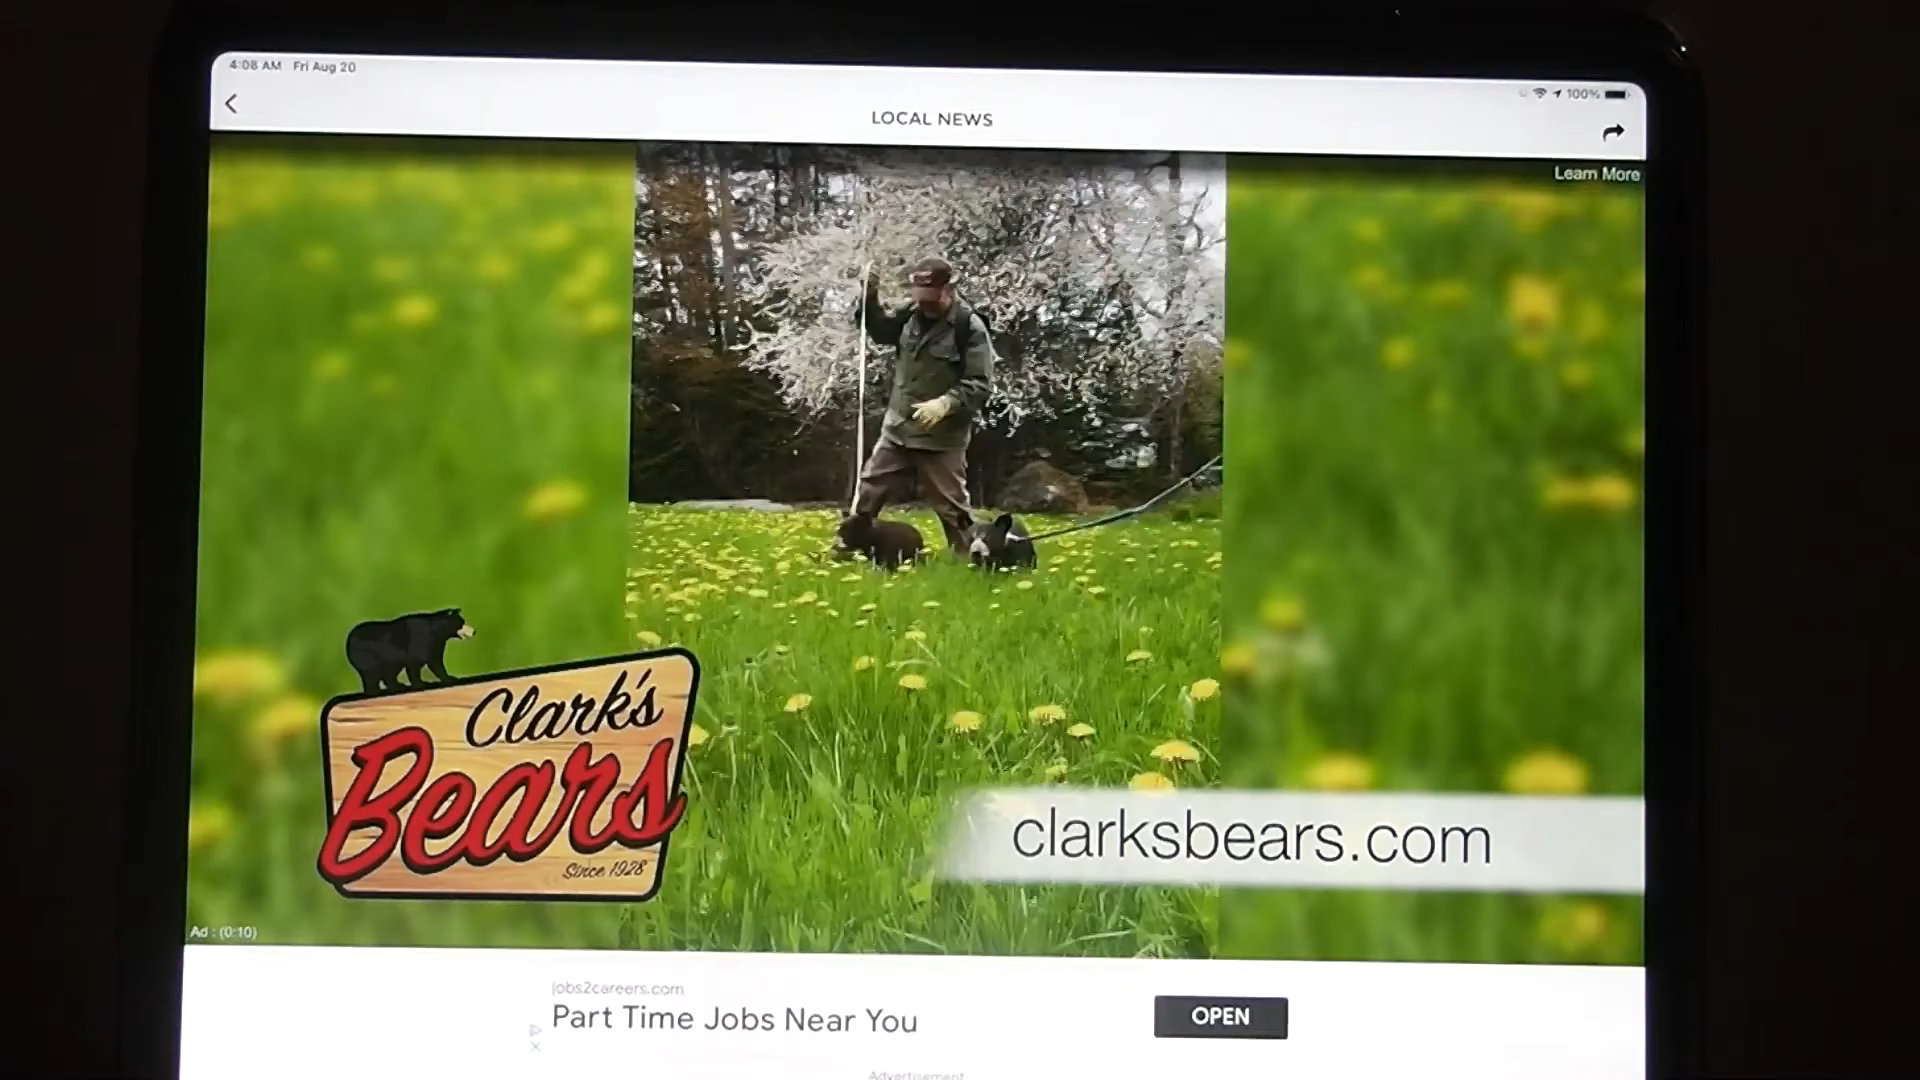 4:08 AM Fri Aug 20
100%
LOCAL NEWS
Learn More
Clark's
Bears
Since 1928
clarksbears.com
Ad : (0:10)
jobs2careers.com
Part Time Jobs Near You
OPEN
Advertisement